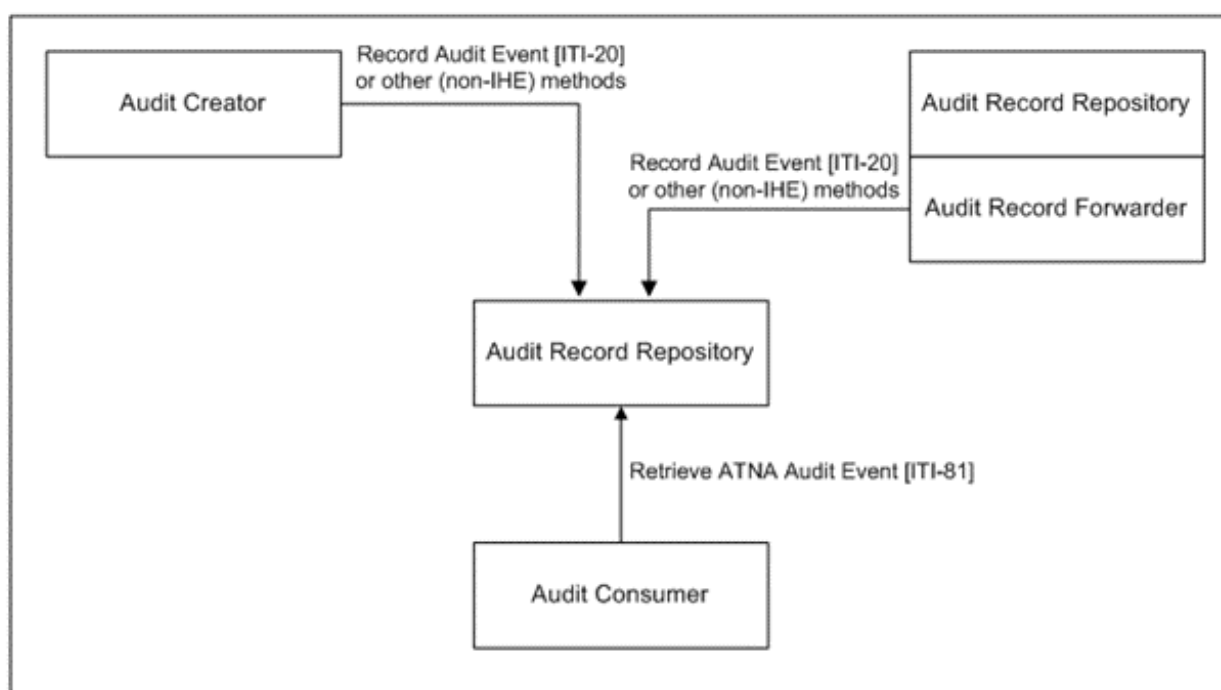 Audit Creator
Record Audit Event [ITI-20]
or other (non-IHE) methods
Audit Record Repository
Record Audit Event [ITI-20]
or other (non-IHE) methods
Audit Record Forwarder
Audit Record Repository
Retrieve ATNA Audit Event [ITI-81]
Audit Consumer